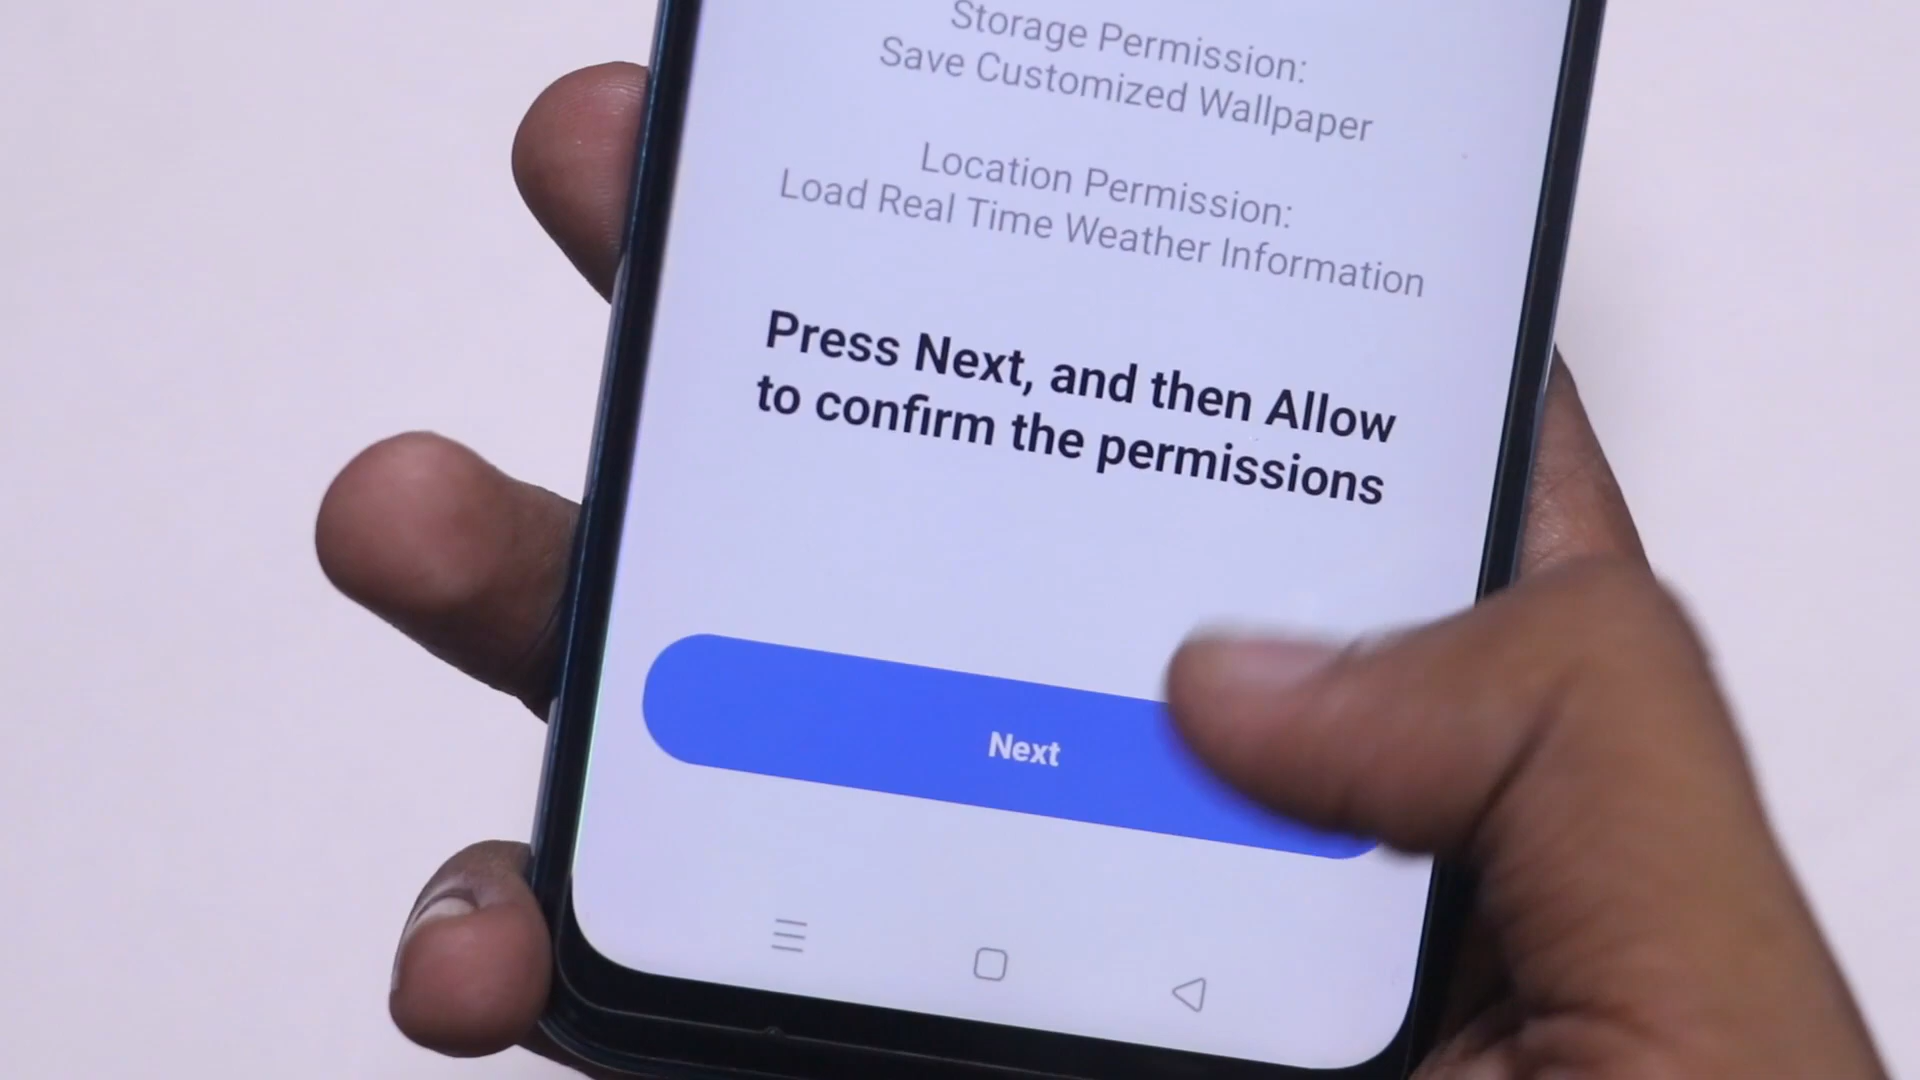 Storage Permission:
Save Customized Wallpaper
Location Permission:
Load Real Time Weather Information
Press Next, and then Allow
to confirm the permissions
Next